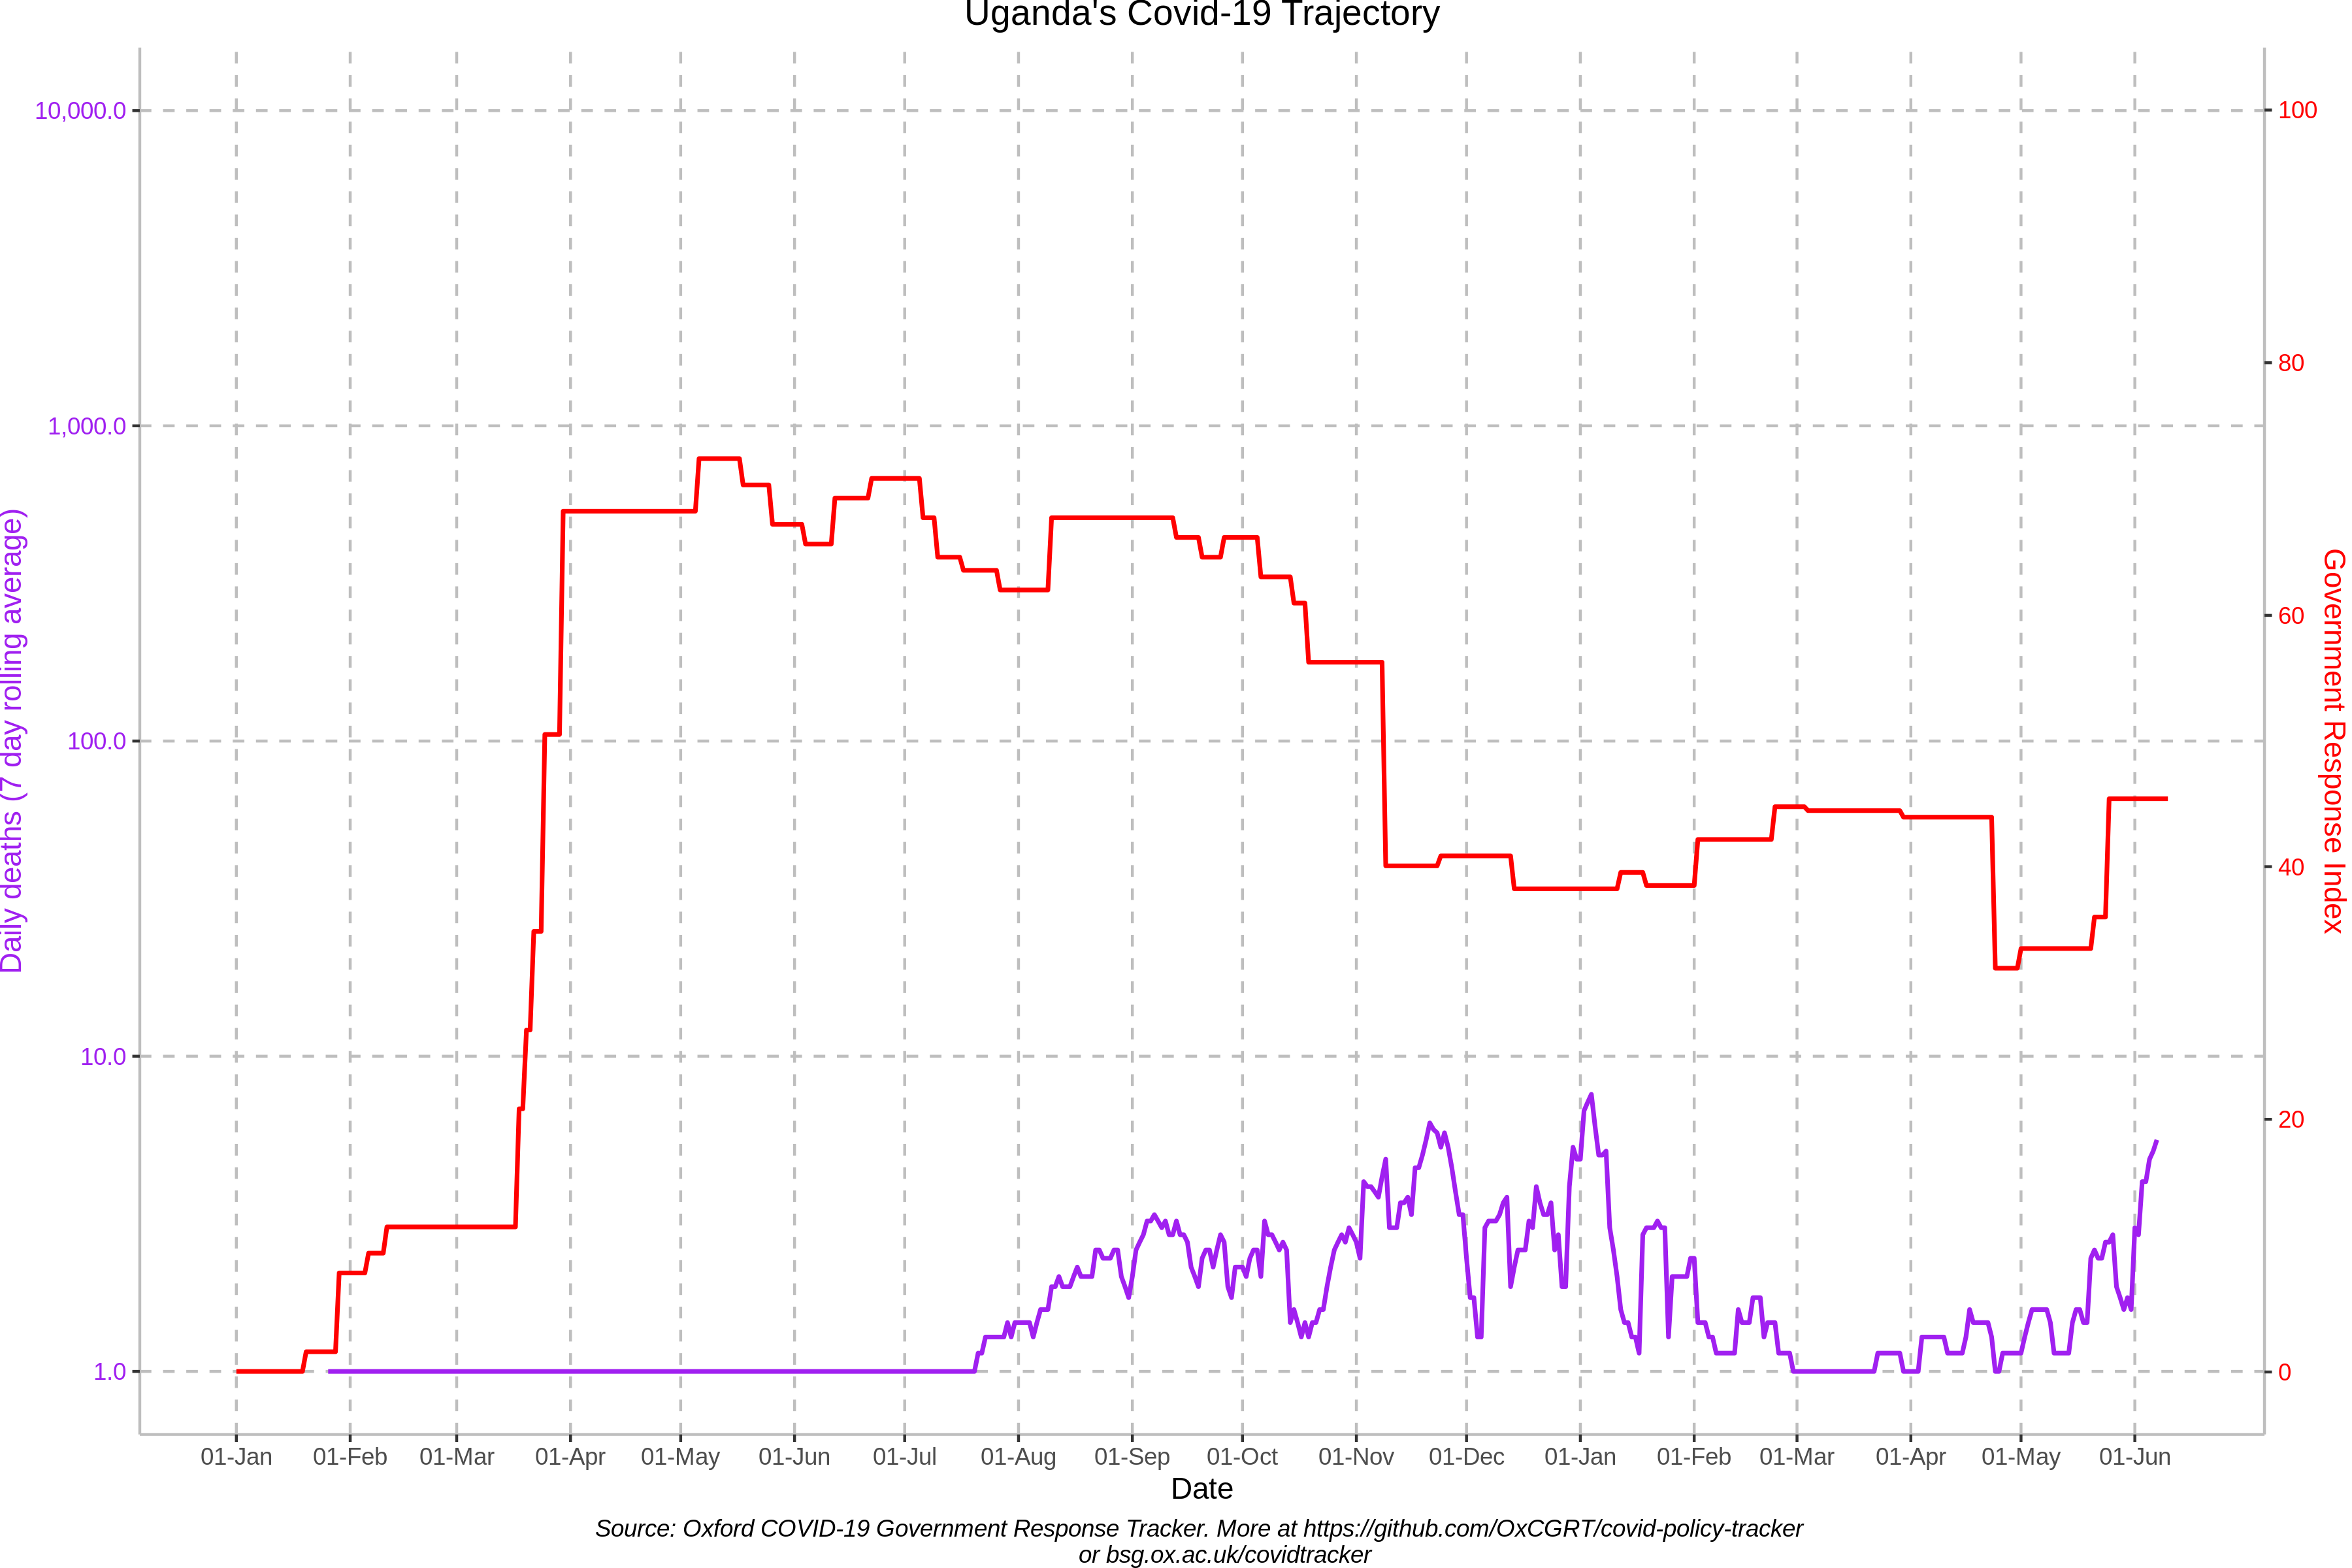 Uganda's Covid-19 Trajectory
10,000.0
1,000.0
100.0
10.0
1.0
Daily deaths (7 day rolling average)
100
80
60
40
20
0
Government Response Index
01-Jan 01-Feb 01-Mar 01-Apr 01-May 01-Jun 01-Jul 01-Aug 01-Sep 01-Oct 01-Nov 01-Dec 01-Jan 01-Feb 01-Mar 01-Apr 01-May 01-Jun
Date
Source: Oxford COVID-19 Government Response Tracker. More at https://github.com/OxCGRT/covid-policy-tracker
or bsg.ox.ac.uk/covidtracker